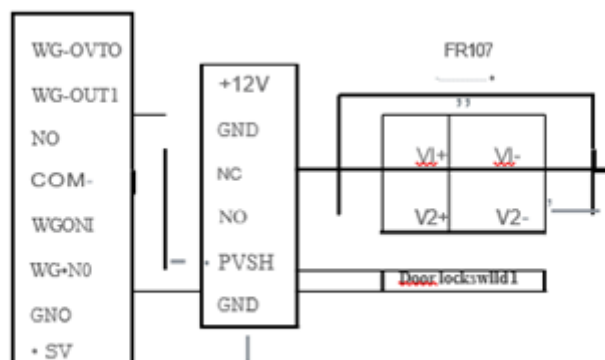 WG-OVTO
WG-OUT1
NO
COM-
WGONI
WG•N0
GNO
• SV
+12V
GND
NC
NO
• PVSH
GND
FR107
VI+ VI-
V2+ V2-
Door lockswlld1